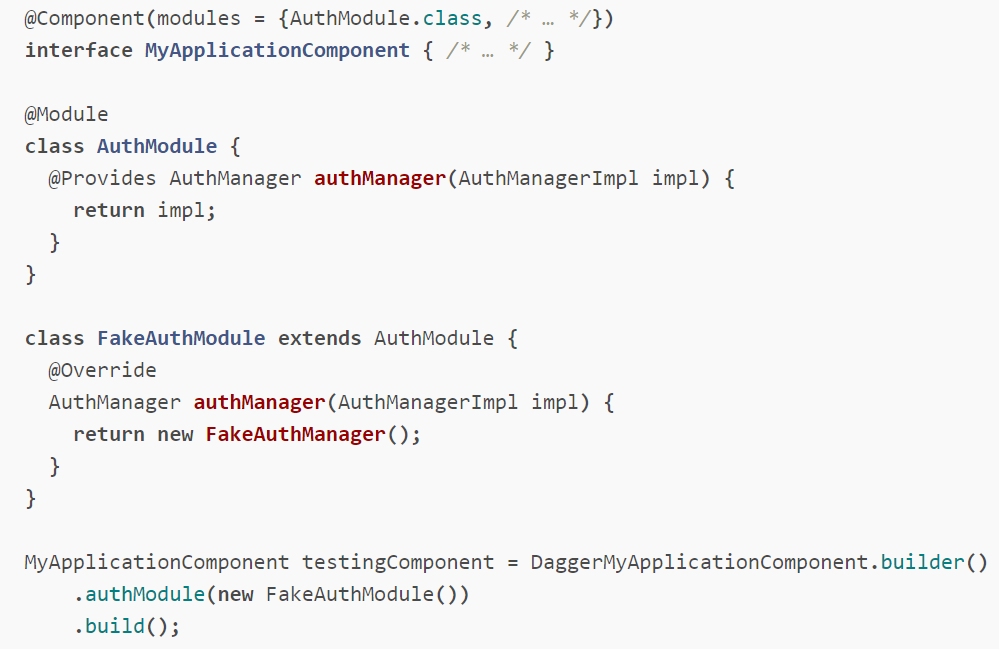 @Component(modules = {AuthModule.class, /* … */})
interface MyApplicationComponent { /* … */ }

@Module
class AuthModule {
  @Provides AuthManager authManager(AuthManagerImpl impl) {
    return impl;
  }
}

class FakeAuthModule extends AuthModule {
  @Override
  AuthManager authManager(AuthManagerImpl impl) {
    return new FakeAuthManager();
  }
}

MyApplicationComponent testingComponent = DaggerMyApplicationComponent.builder()
    .authModule(new FakeAuthModule())
    .build();